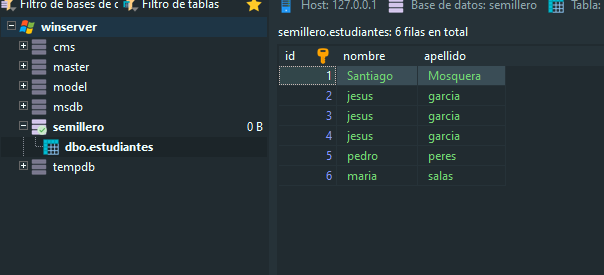 Filtro de bases de d Filtro de tablas
winserver
cms
master
model
msdb
semillero 0 B
dbo.estudiantes
tempdb
Host: 127.0.0.1 Base de datos: semillero Tabla:
semillero.estudiantes: 6 filas en total
id nombre apellido
1 Santiago Mosquera
2 jesus garcia
3 jesus garcia
4 jesus garcia
5 pedro peres
6 maria salas